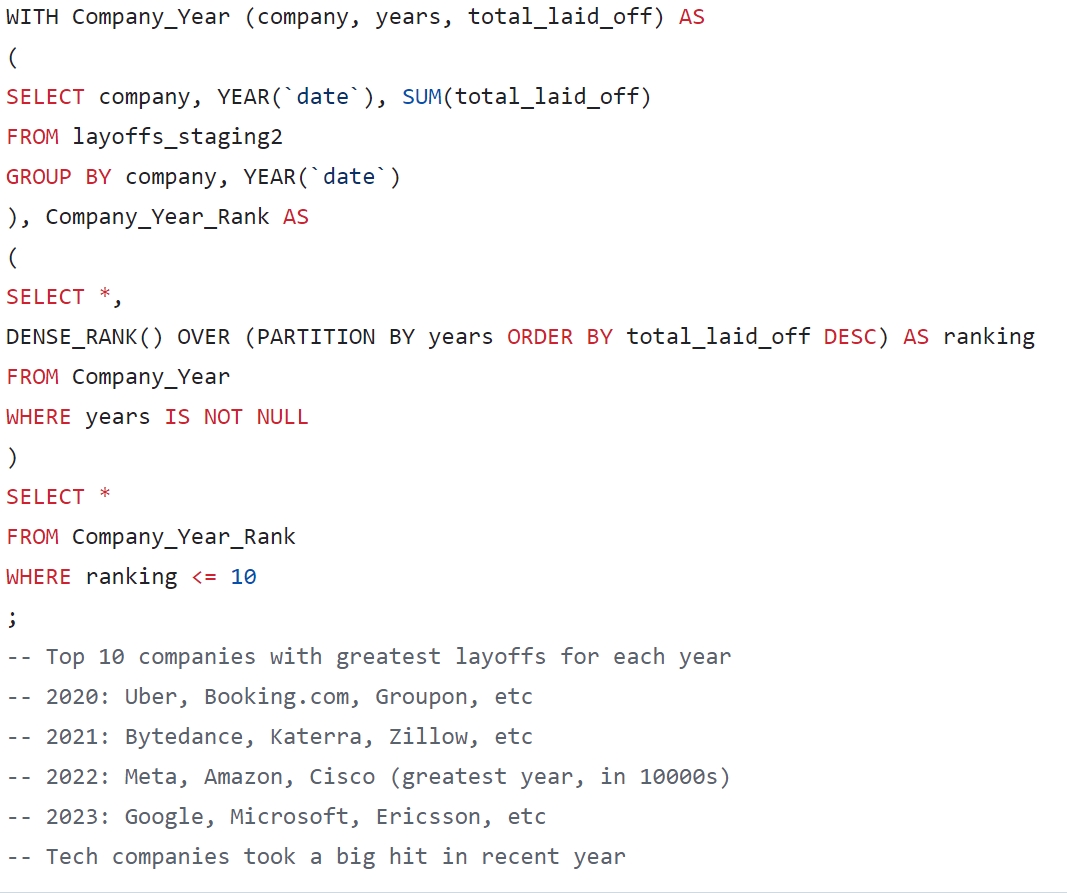 WITH Company_Year (company, years, total_laid_off) AS
(
SELECT company, YEAR(`date`), SUM(total_laid_off)
FROM layoffs_staging2
GROUP BY company, YEAR(`date`)
), Company_Year_Rank AS
(
SELECT *,
DENSE_RANK() OVER (PARTITION BY years ORDER BY total_laid_off DESC) AS ranking
FROM Company_Year
WHERE years IS NOT NULL
)
SELECT *
FROM Company_Year_Rank
WHERE ranking <= 10
;
-- Top 10 companies with greatest layoffs for each year
-- 2020: Uber, Booking.com, Groupon, etc
-- 2021: Bytedance, Katerra, Zillow, etc
-- 2022: Meta, Amazon, Cisco (greatest year, in 10000s)
-- 2023: Google, Microsoft, Ericsson, etc
-- Tech companies took a big hit in recent year